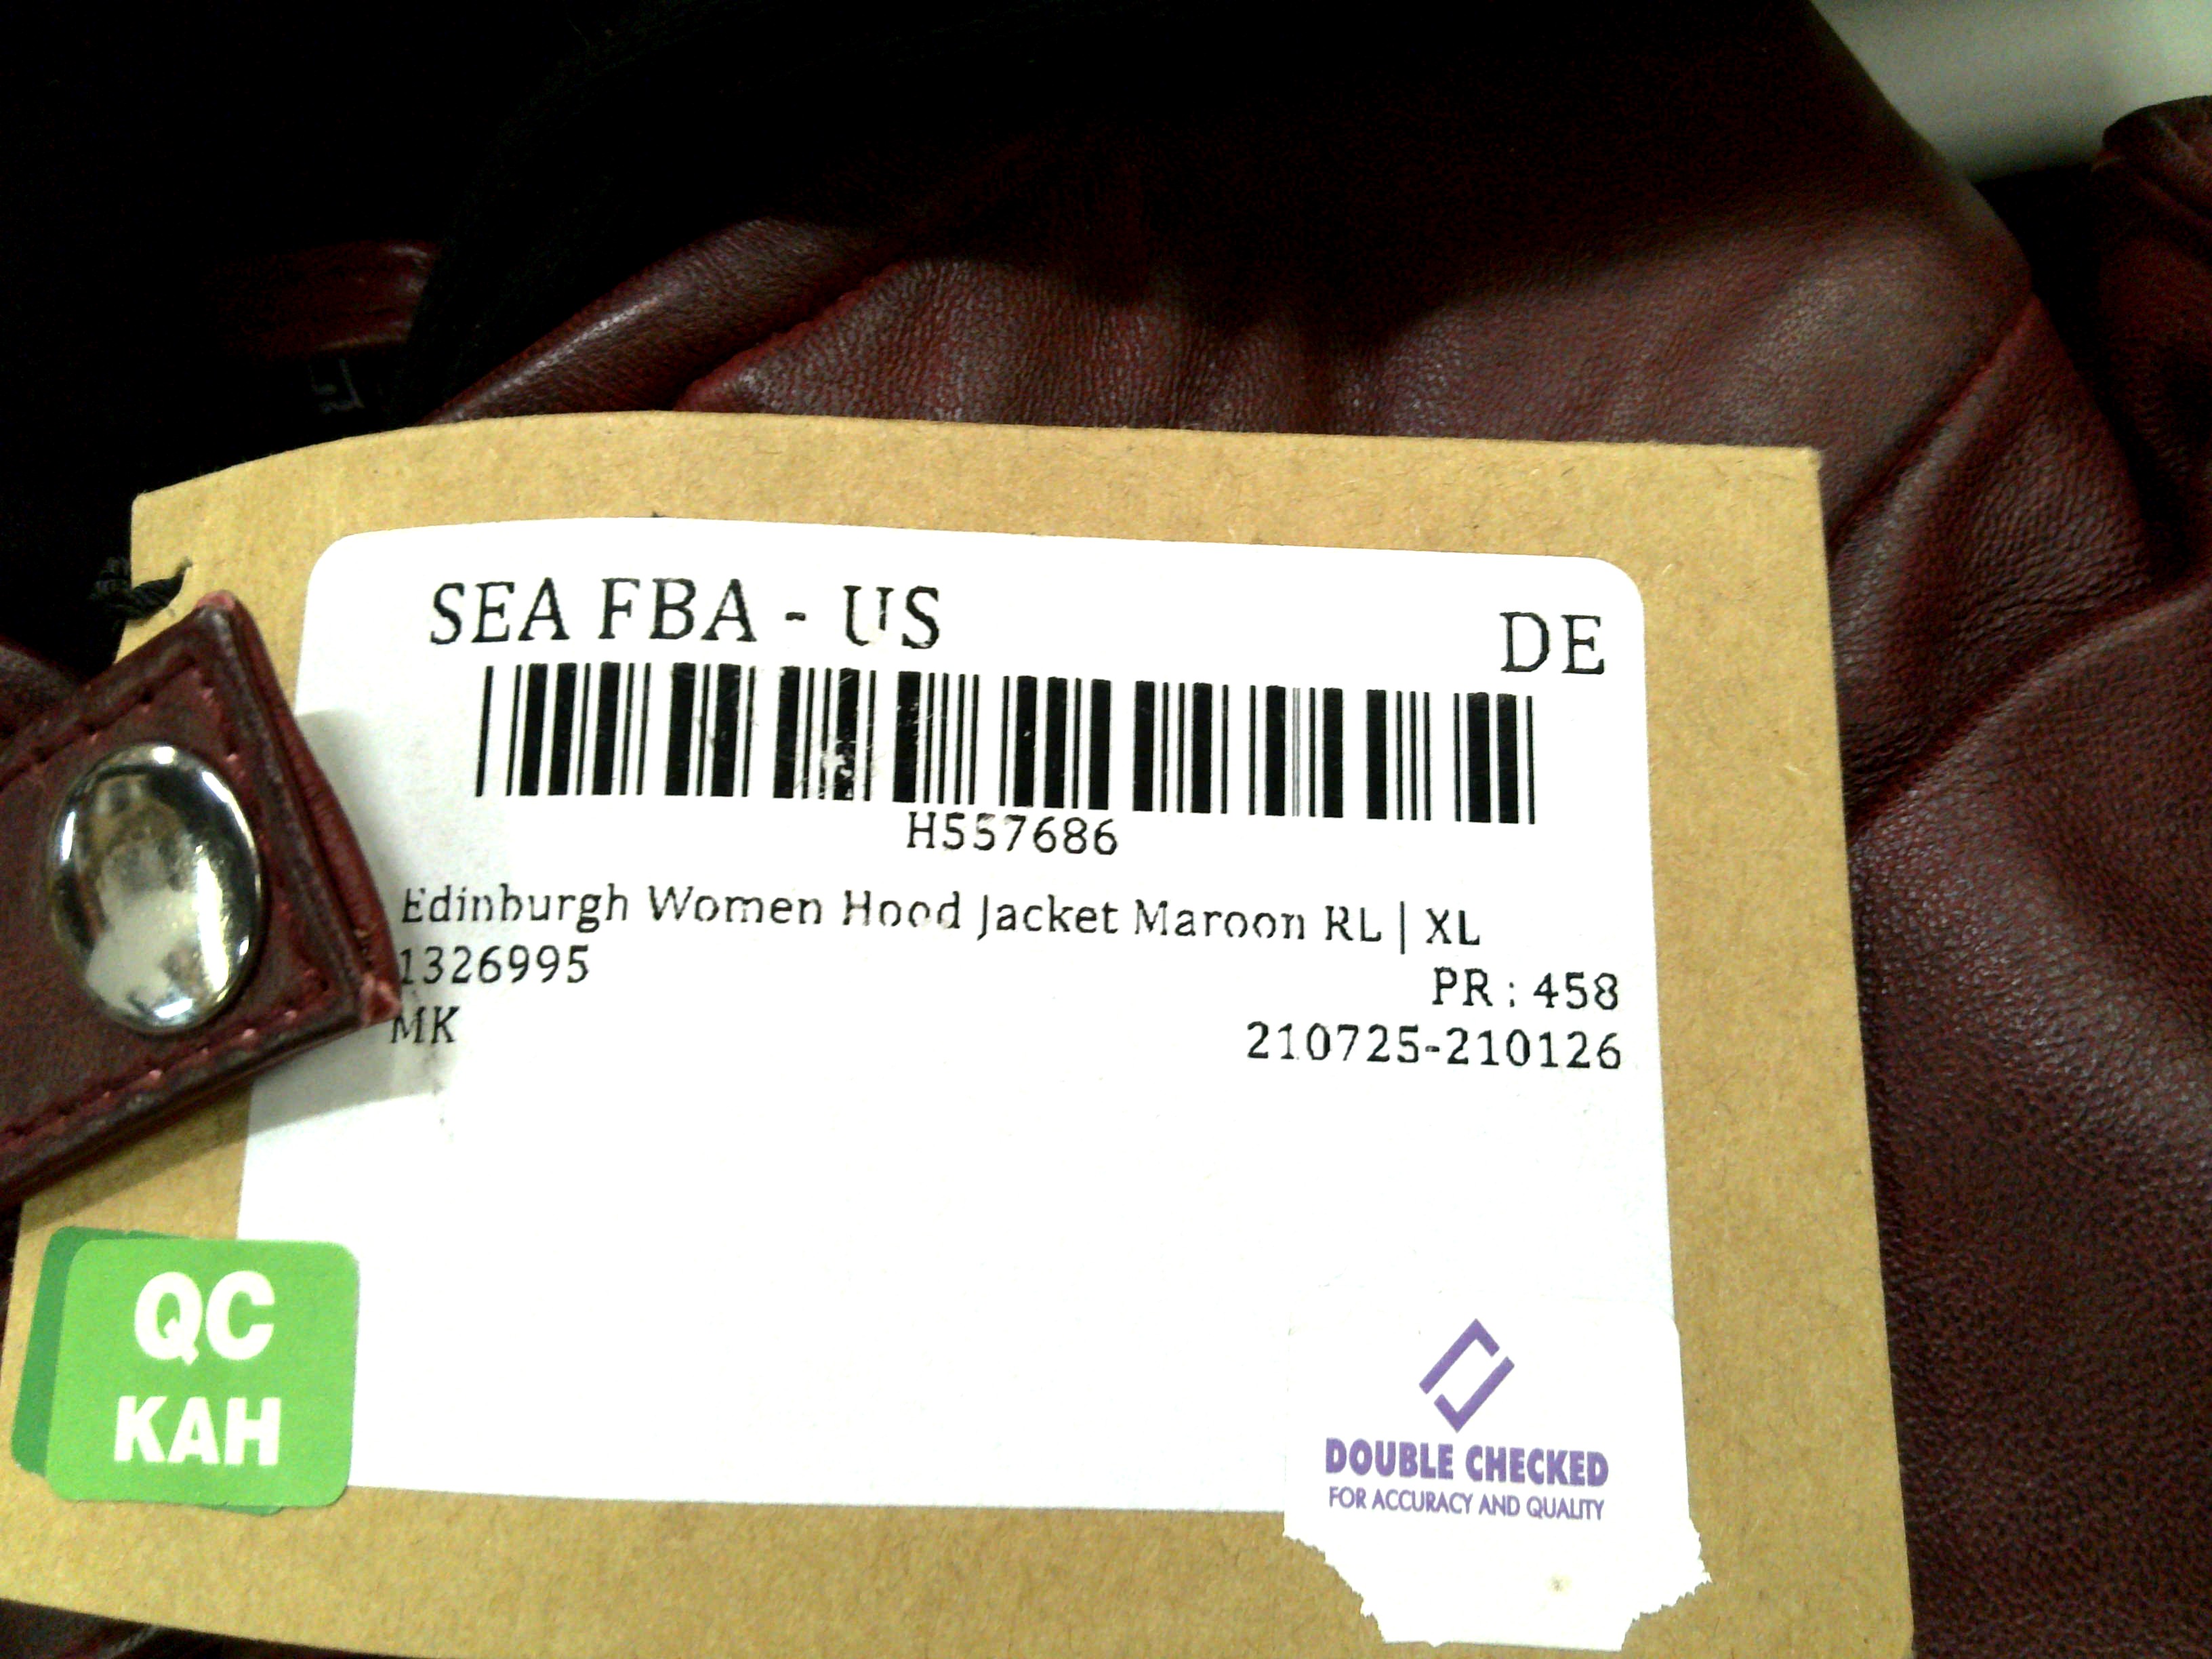 SEA FBA - US
DE
H557686
Edinburgh Women Hood Jacket Maroon RL | XL
1326995
PR : 458
MK
210725-210126
QC
KAH
DOUBLE CHECKED
FOR ACCURACY AND QUALITY